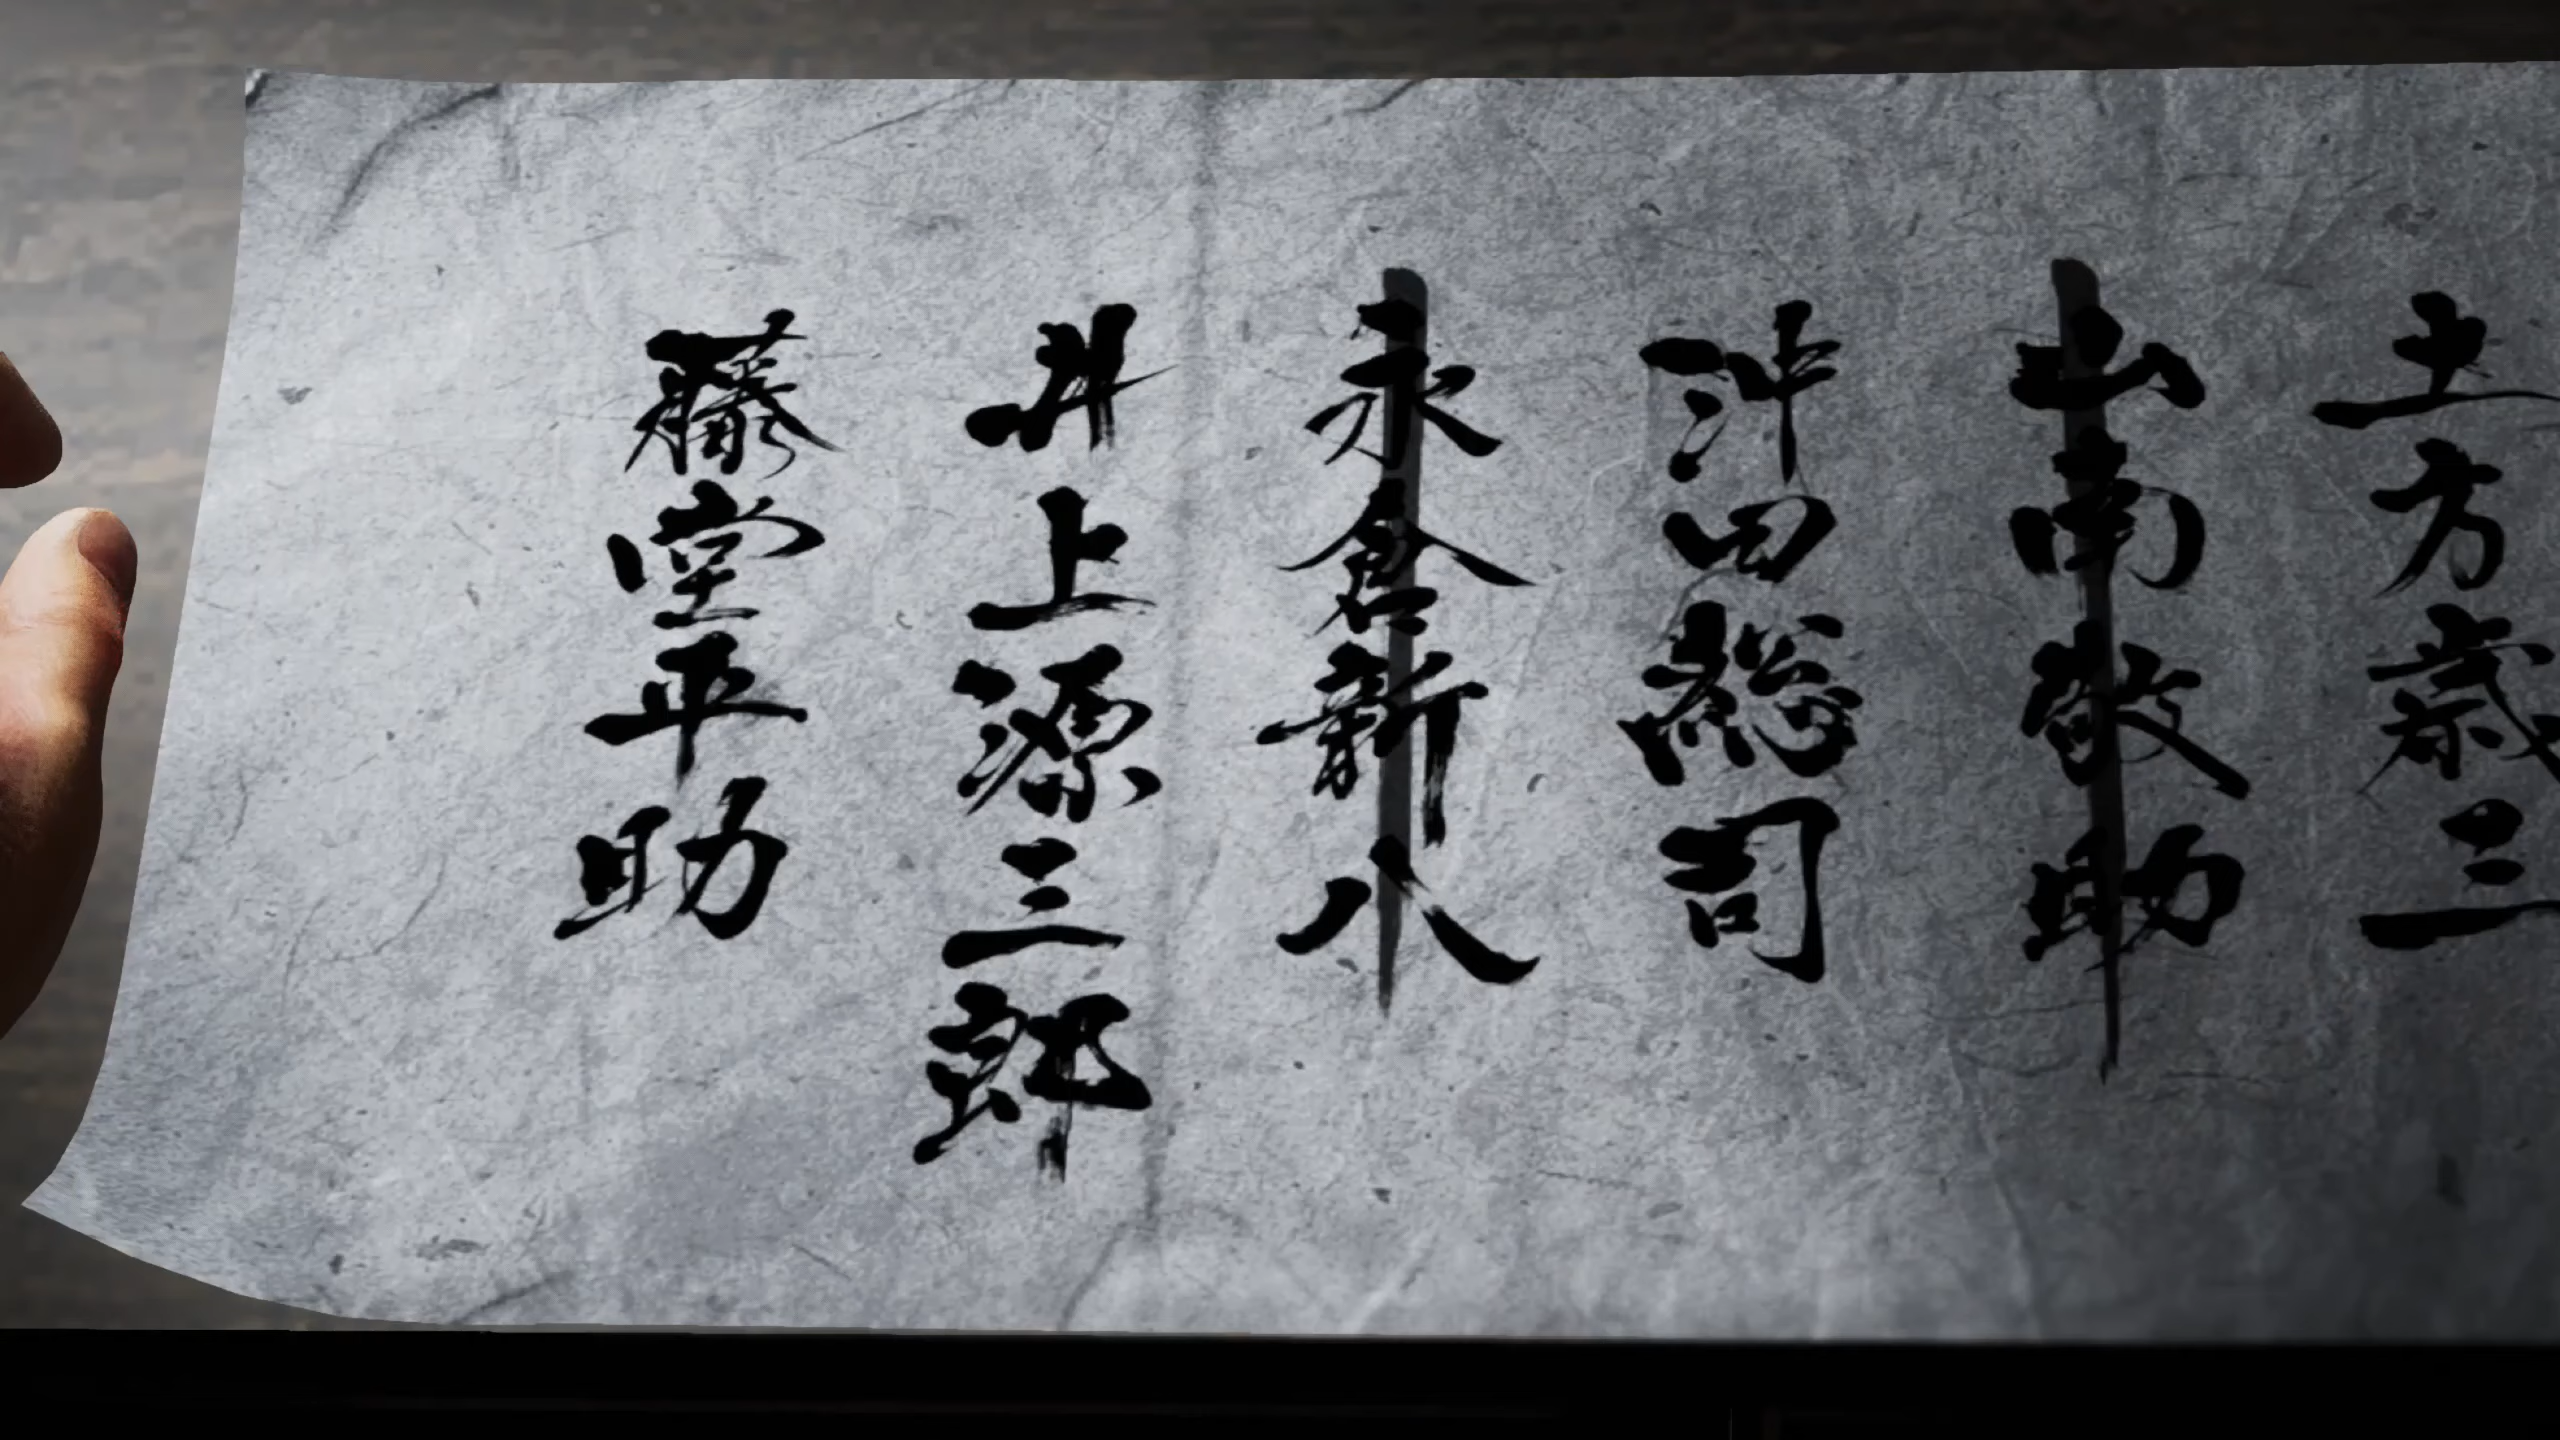 土方歳三
山南敬助
沖田総司
永倉新八
井上源三郎
藤堂平助